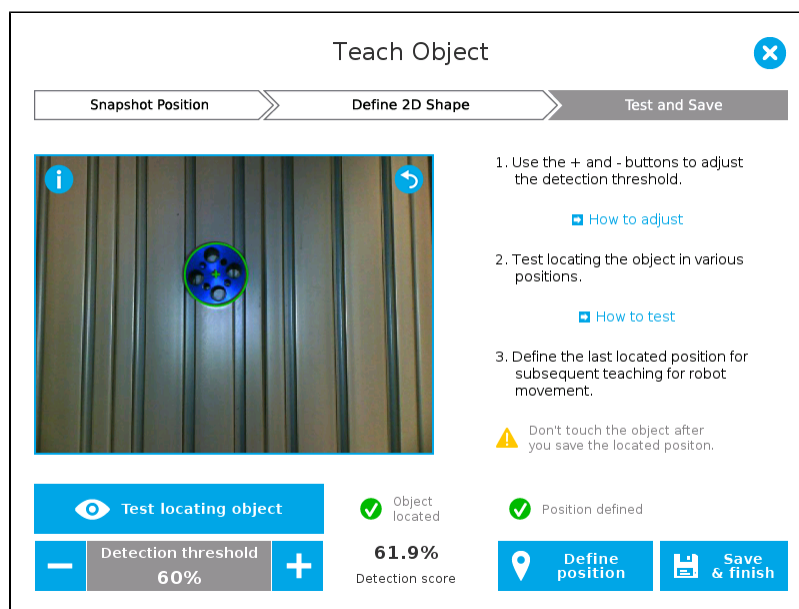 Teach Object
Snapshot Position
Define 2D Shape
Test and Save
1. Use the + and - buttons to adjust
the detection threshold.
How to adjust
2. Test locating the object in various
positions.
How to test
3. Define the last located position for
subsequent teaching for robot
movement.
Don't touch the object after
you save the located positon.
Test locating object
Object
located
Position defined
Detection threshold
60%
61.9%
Detection score
Define
position
Save
& finish